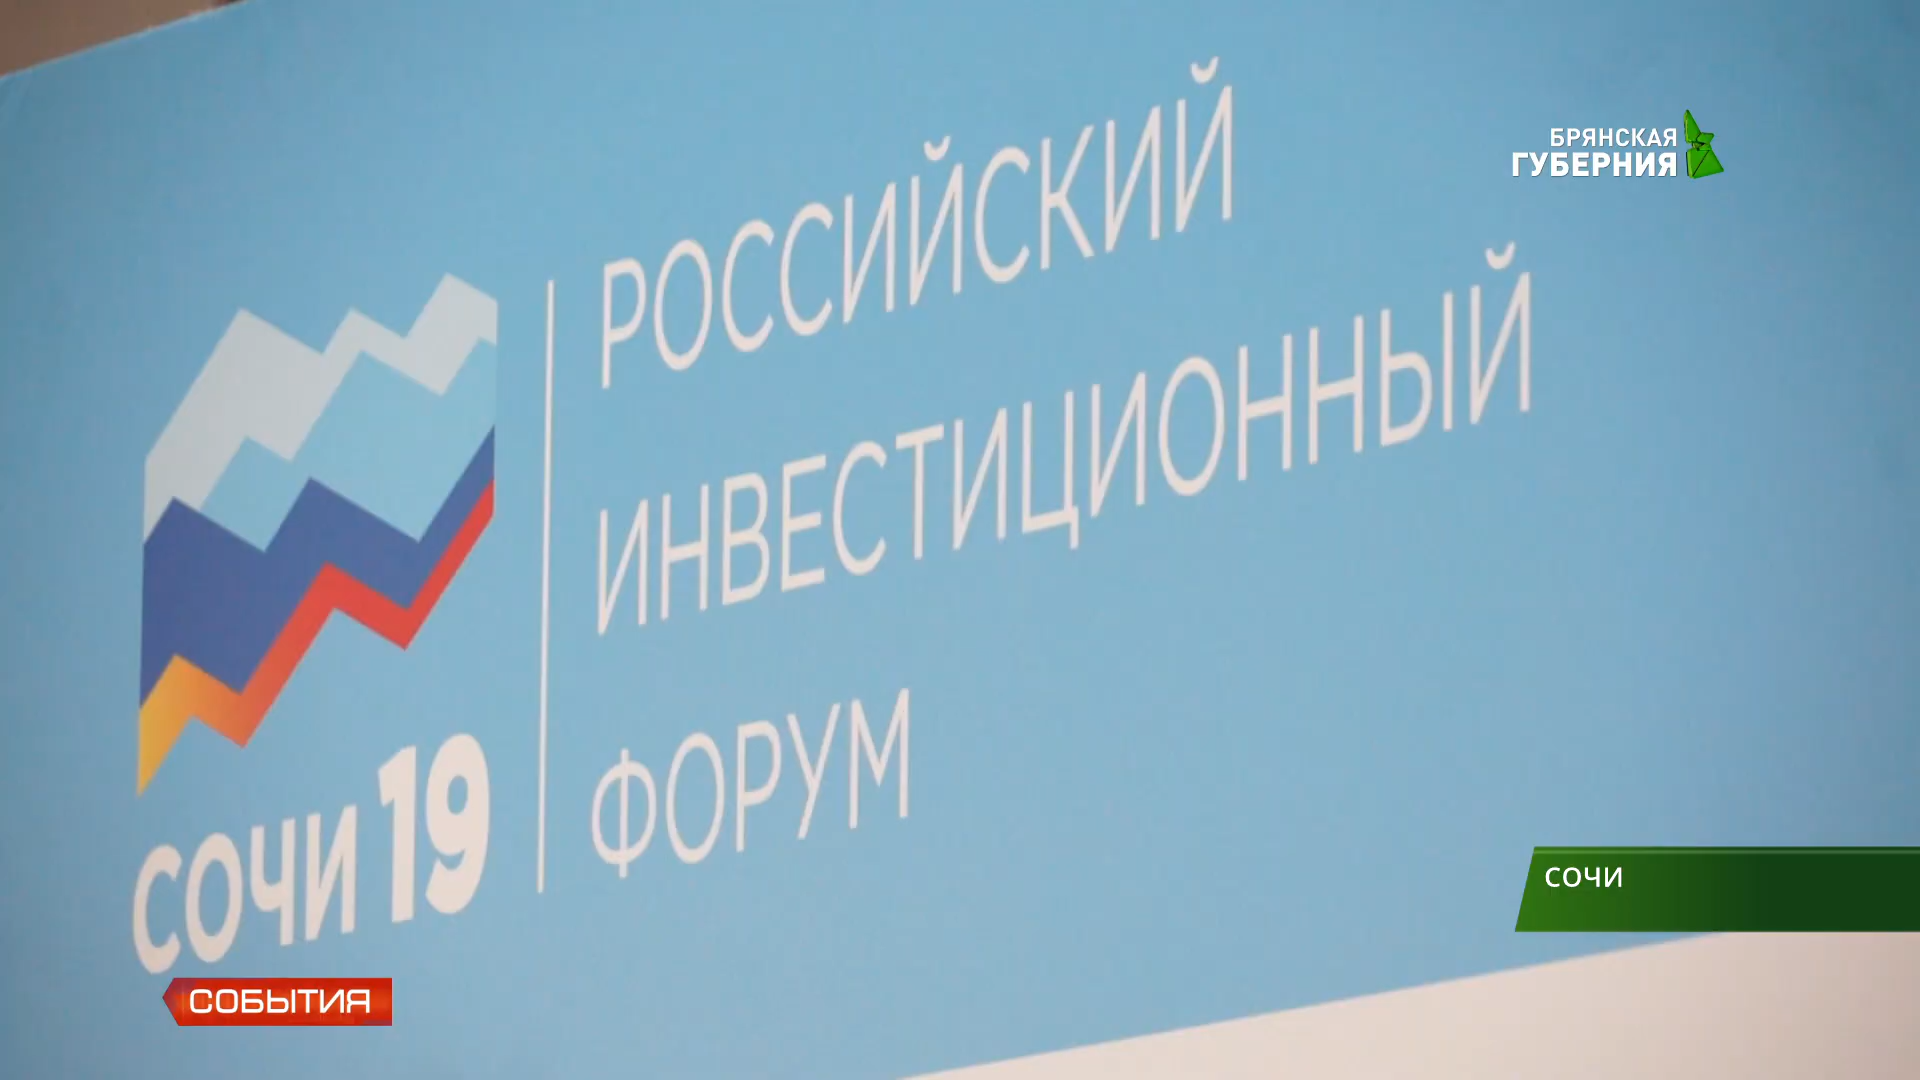 БРЯНСКАЯ
ГУБЕРНИЯ
РОССИЙСКИЙ
ИНВЕСТИЦИОННЫЙ
ФОРУМ
СОЧИ 19
СОЧИ
СОБЫТИЯ